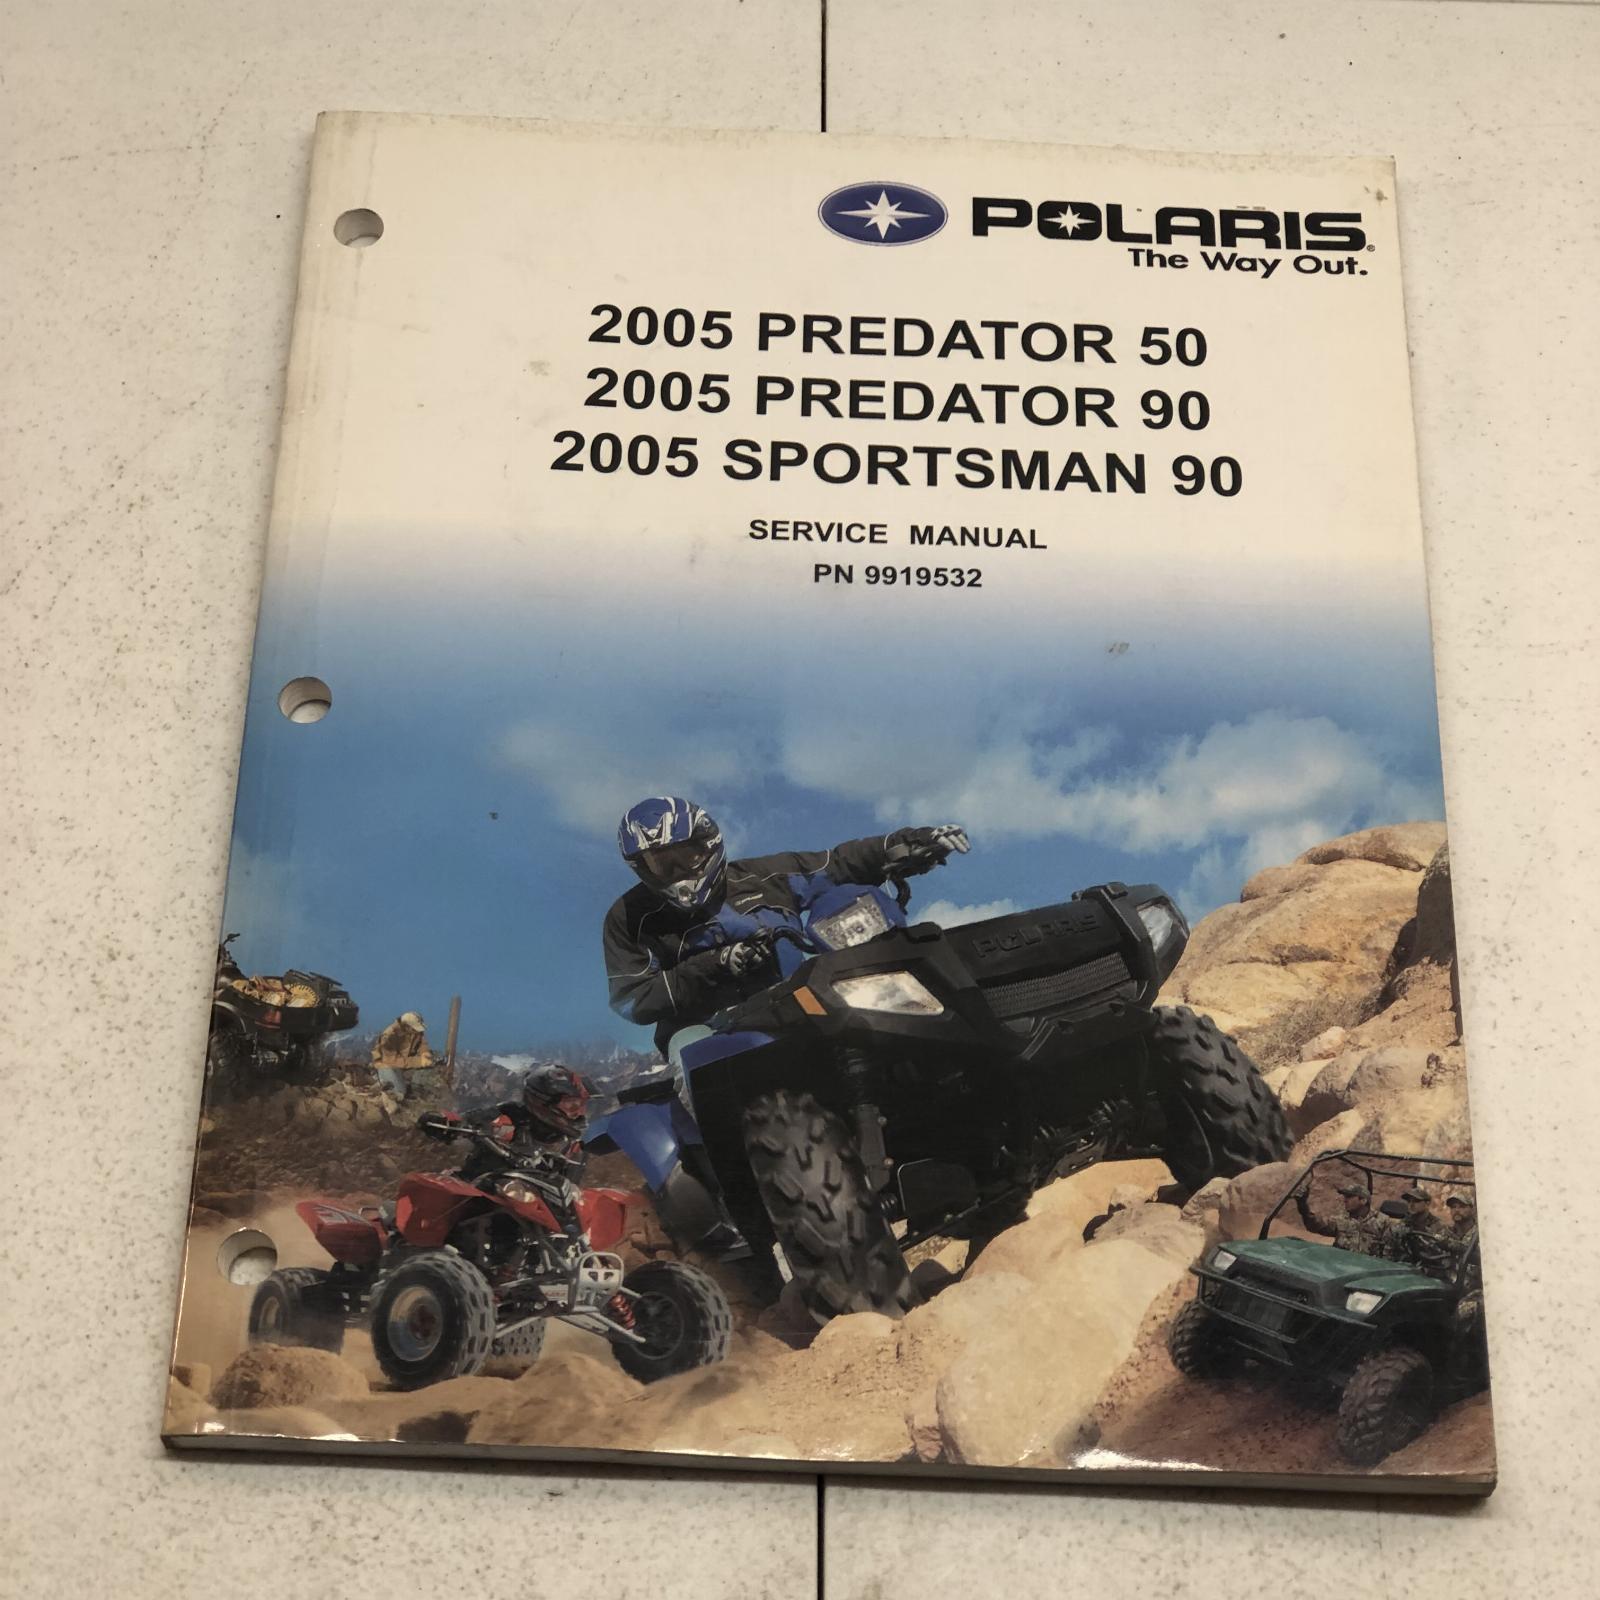 POLARIS®
The Way Out.
2005 PREDATOR 50
2005 PREDATOR 90
2005 SPORTSMAN 90
SERVICE MANUAL
PN 9919532
POLARIS